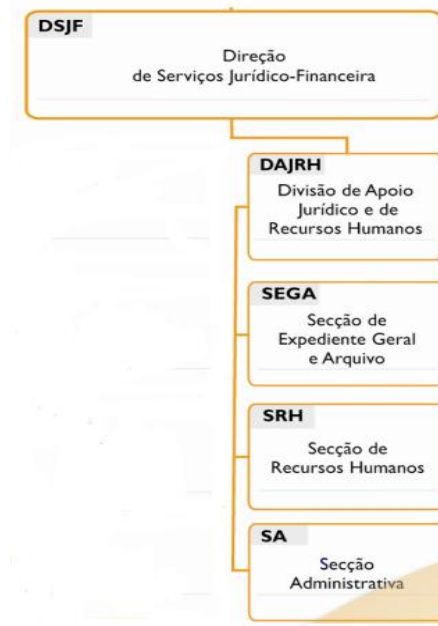 DSJF
Direção
de Serviços Jurídico-Financeira
DAJRH
Divisão de Apoio
Jurídico e de
Recursos Humanos
SEGA
Secção de
Expediente Geral
e Arquivo
SRH
Secção de
Recursos Humanos
SA
Secção
Administrativa